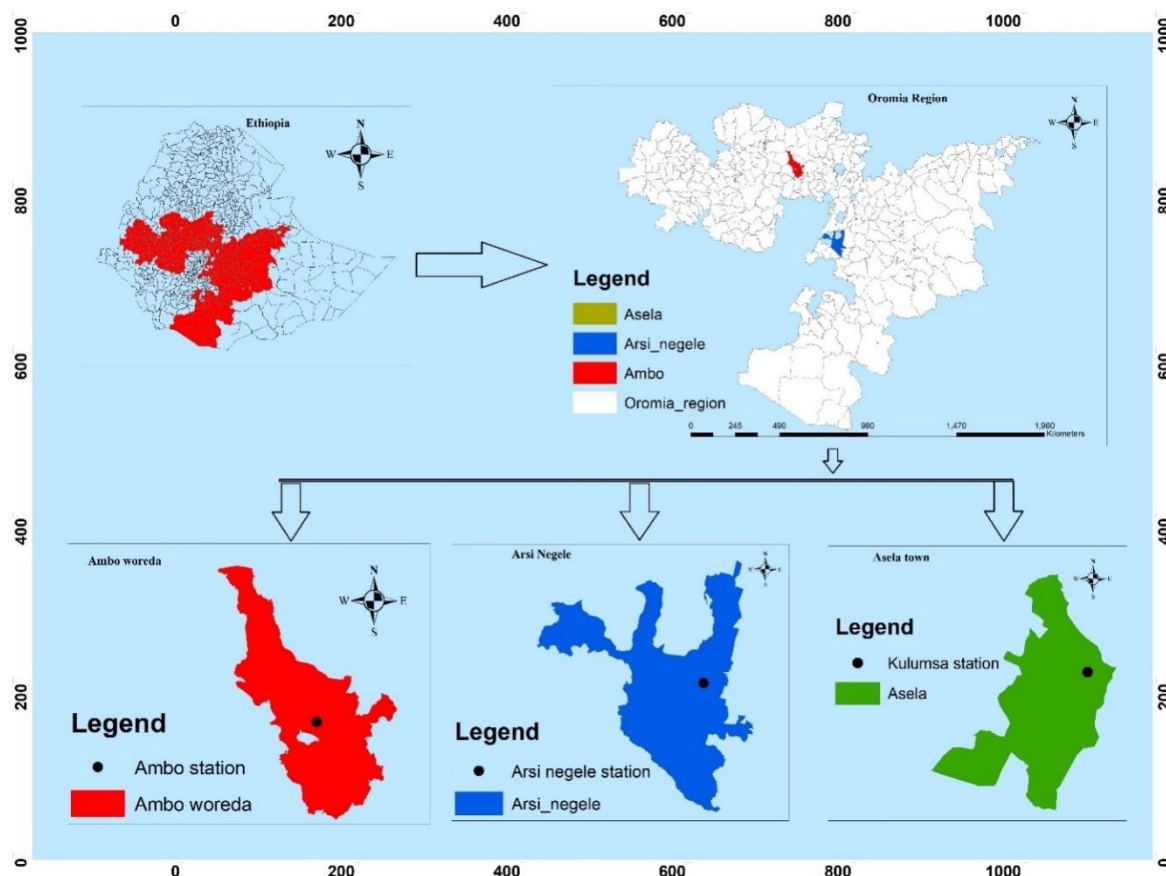 0 200 400 600 800 1000
1000
800
600
400
200
0
1000
800
600
400
200
0
Ethiopia
N
W E
S
Oromia Region
N
W E
S
Legend
Asela
Arsi_negele
Ambo
Oromia_region
0 245 490 980 1,470 1,960
Kilometers
Ambo woreda
N
W E
S
Legend
Ambo station
Ambo woreda
Arsi Negele
N
W E
S
Legend
Arsi negele station
Arsi_negele
Asela town
N
W E
S
Legend
Kulumsa station
Asela
0 200 400 600 800 1000